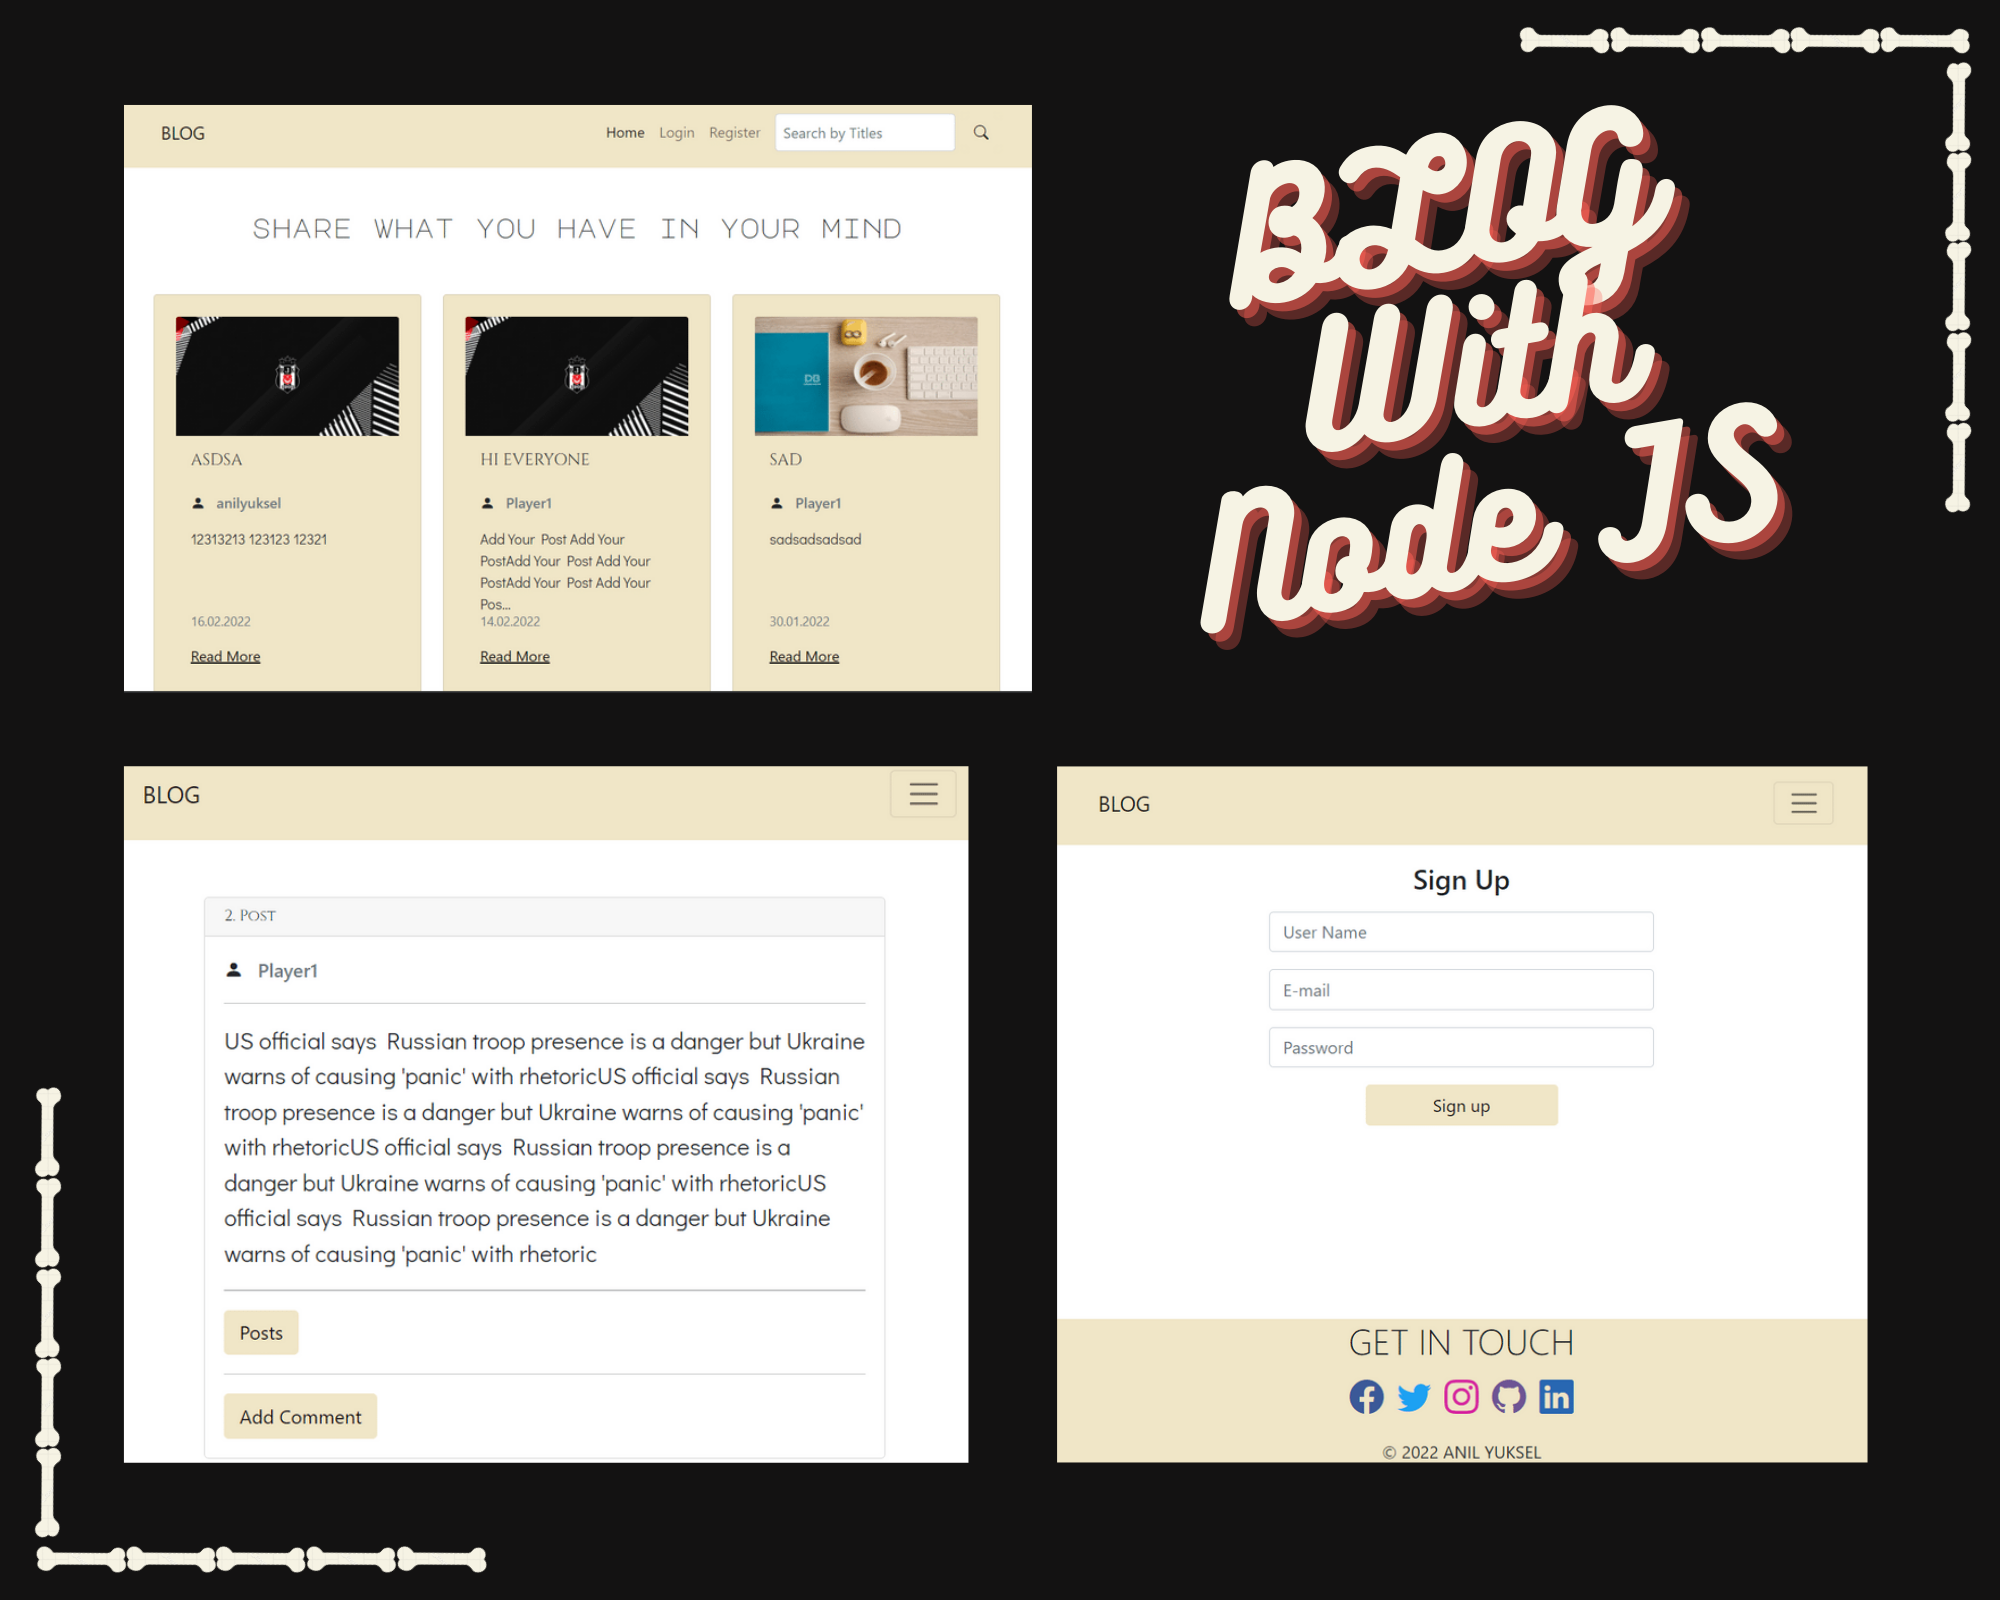 BLOG
Home Login Register Search by Titles
SHARE WHAT YOU HAVE IN YOUR MIND
DB
ASDSA
anilyuksel
12313213 123123 12321
16.02.2022
Read More
HI EVERYONE
Player1
Add Your Post Add Your
PostAdd Your Post Add Your
PostAdd Your Post Add Your
Pos...
14.02.2022
Read More
SAD
Player1
sadsadsadsad
30.01.2022
Read More
BLOG
With
Node JS
BLOG
2. Post
Player1
US official says Russian troop presence is a danger but Ukraine
warns of causing 'panic' with rhetoricUS official says Russian
troop presence is a danger but Ukraine warns of causing 'panic'
with rhetoricUS official says Russian troop presence is a
danger but Ukraine warns of causing 'panic' with rhetoricUS
official says Russian troop presence is a danger but Ukraine
warns of causing 'panic' with rhetoric
Posts
Add Comment
BLOG
Sign Up
User Name
E-mail
Password
Sign up
GET IN TOUCH
© 2022 ANIL YUKSEL